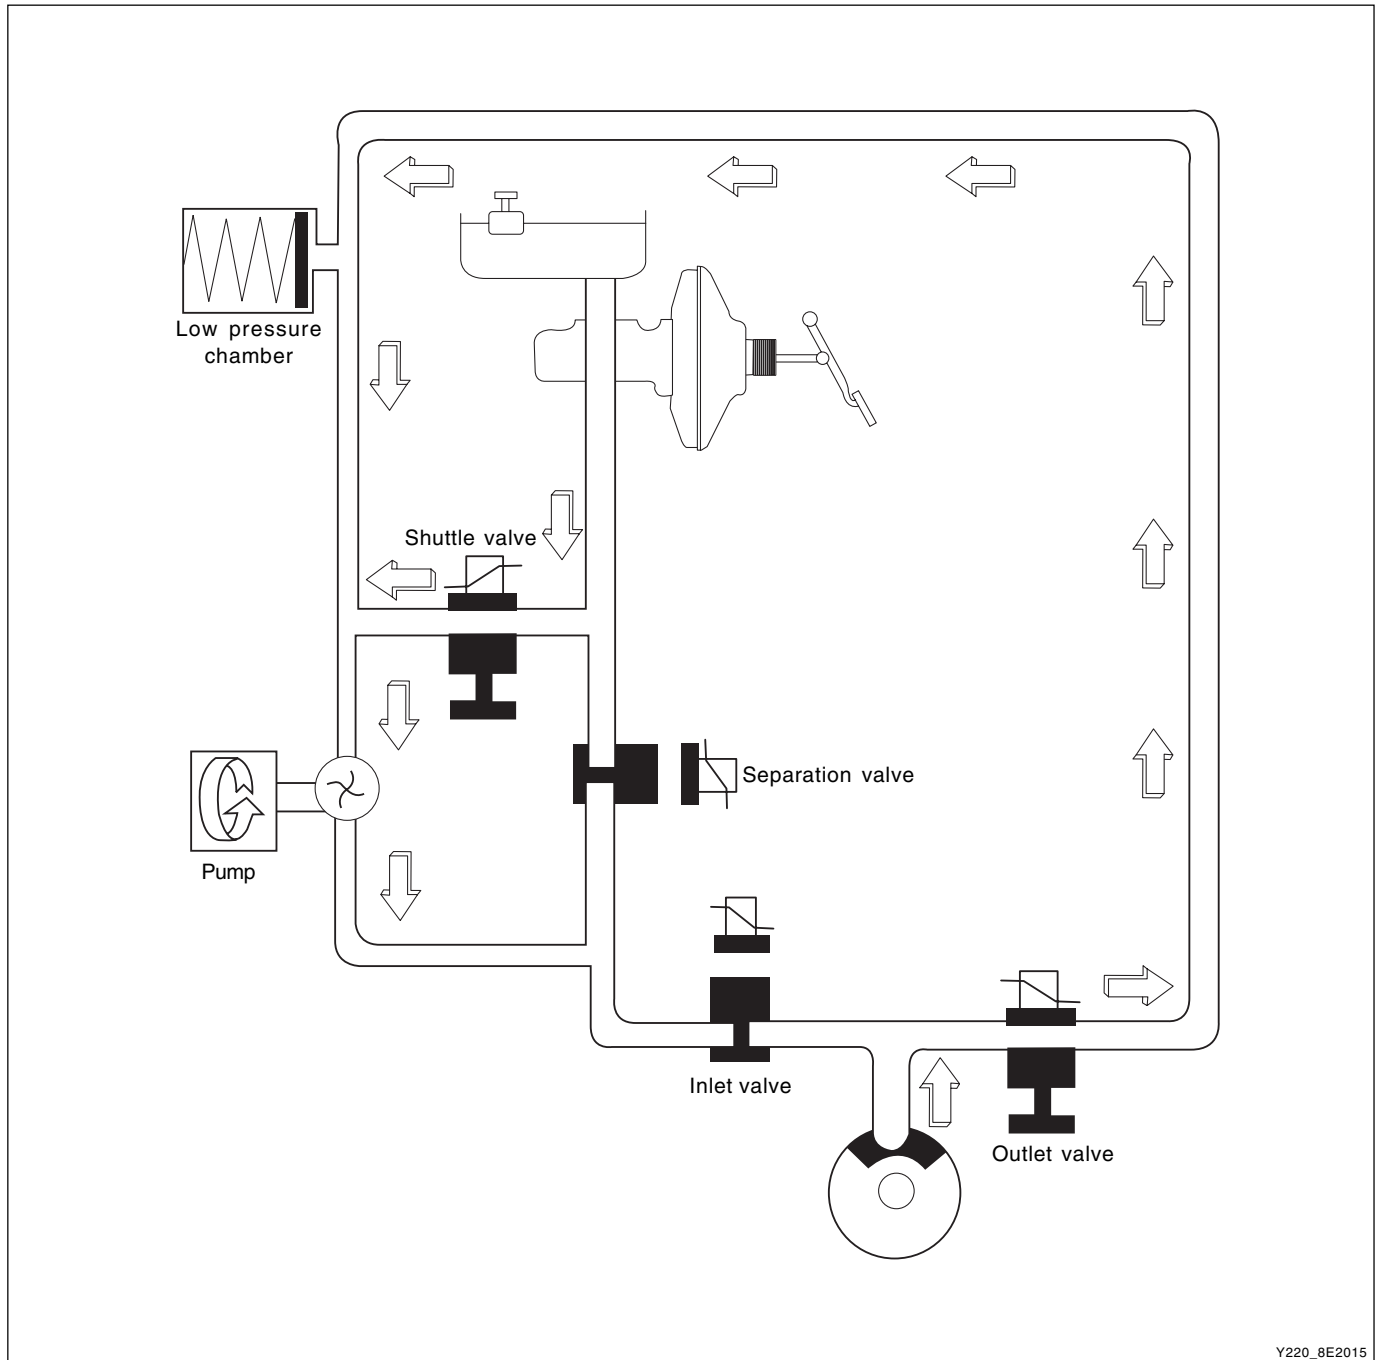 Low pressure
chamber
Shuttle valve
Separation valve
Pump
Inlet valve
Outlet valve
Y220_8E2015